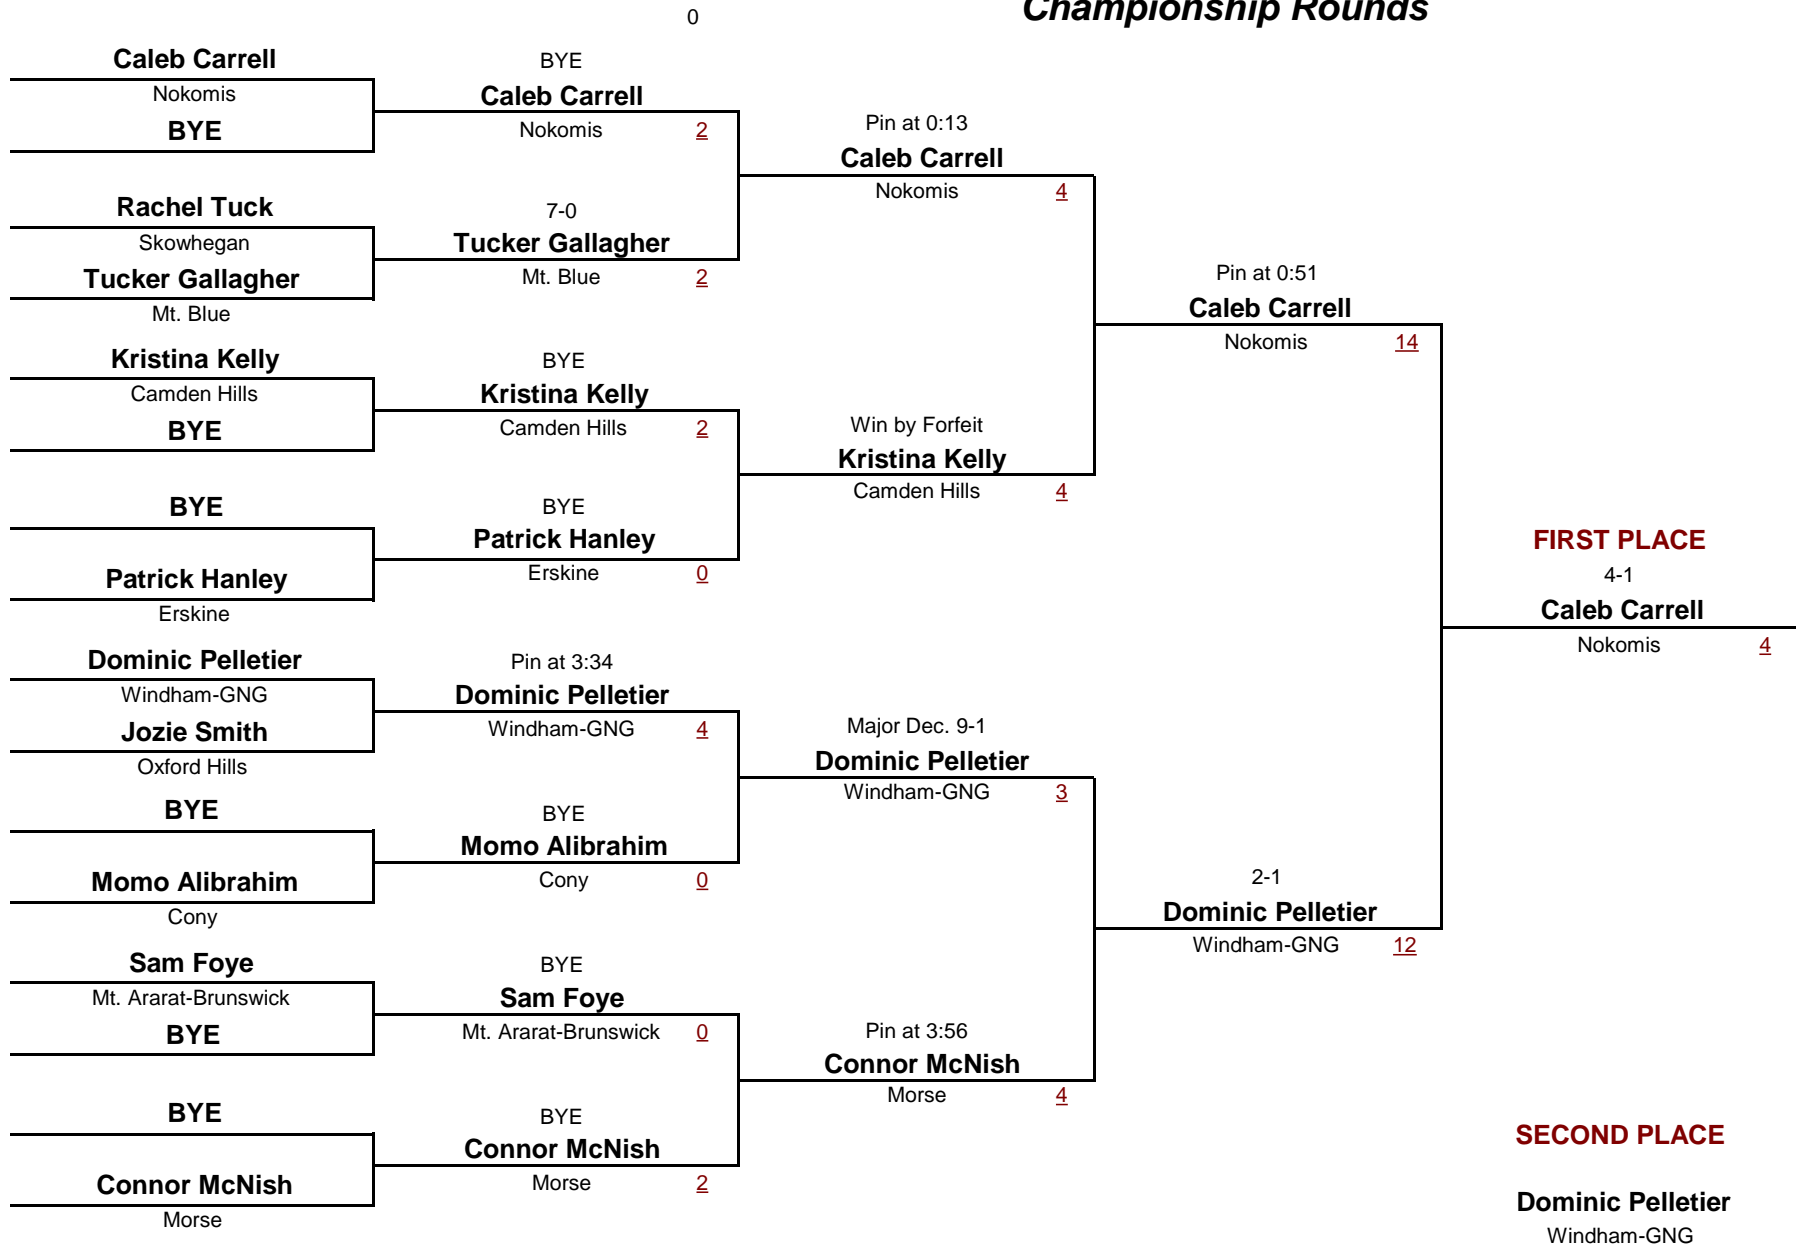 Championship Rounds
0
Caleb Carrell
Nokomis
BYE
Rachel Tuck
Skowhegan
Tucker Gallagher
Mt. Blue
Kristina Kelly
Camden Hills
BYE
BYE
Patrick Hanley
Erskine
Dominic Pelletier
Windham-GNG
Jozie Smith
Oxford Hills
BYE
Momo Alibrahim
Cony
Sam Foye
Mt. Ararat-Brunswick
BYE
BYE
Connor McNish
Morse
BYE
Caleb Carrell
Nokomis 2
7-0
Tucker Gallagher
Mt. Blue 2
BYE
Kristina Kelly
Camden Hills 2
BYE
Patrick Hanley
Erskine 0
Pin at 3:34
Dominic Pelletier
Windham-GNG 4
BYE
Momo Alibrahim
Cony 0
BYE
Sam Foye
Mt. Ararat-Brunswick 0
BYE
Connor McNish
Morse 2
Pin at 0:13
Caleb Carrell
Nokomis 4
Win by Forfeit
Kristina Kelly
Camden Hills 4
Major Dec. 9-1
Dominic Pelletier
Windham-GNG 3
Pin at 3:56
Connor McNish
Morse 4
Pin at 0:51
Caleb Carrell
Nokomis 14
2-1
Dominic Pelletier
Windham-GNG 12
FIRST PLACE
4-1
Caleb Carrell
Nokomis 4
SECOND PLACE
Dominic Pelletier
Windham-GNG